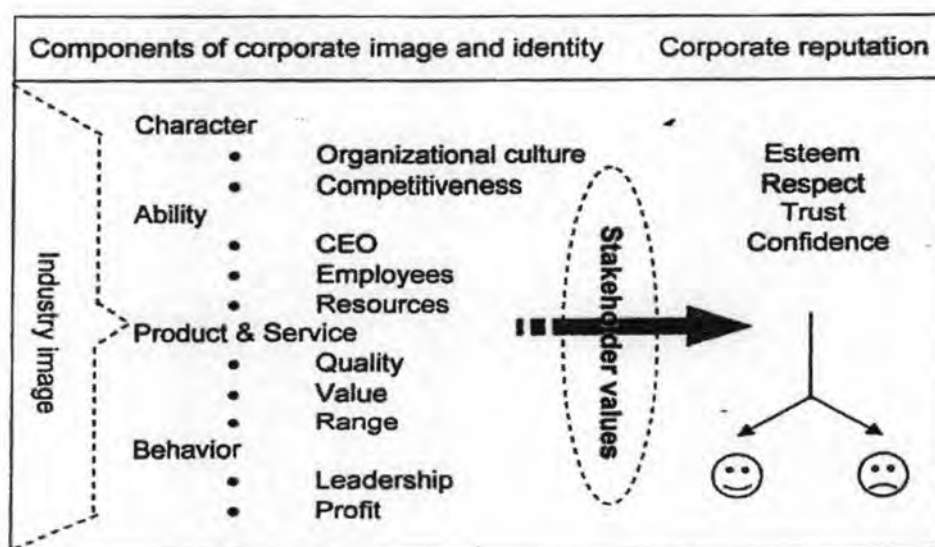 Components of corporate image and identity
Corporate reputation
Industry image
Character
• Organizational culture
• Competitiveness
Ability
• CEO
• Employees
• Resources
Product & Service
• Quality
• Value
• Range
Behavior
• Leadership
• Profit
Stakeholder values
Esteem
Respect
Trust
Confidence